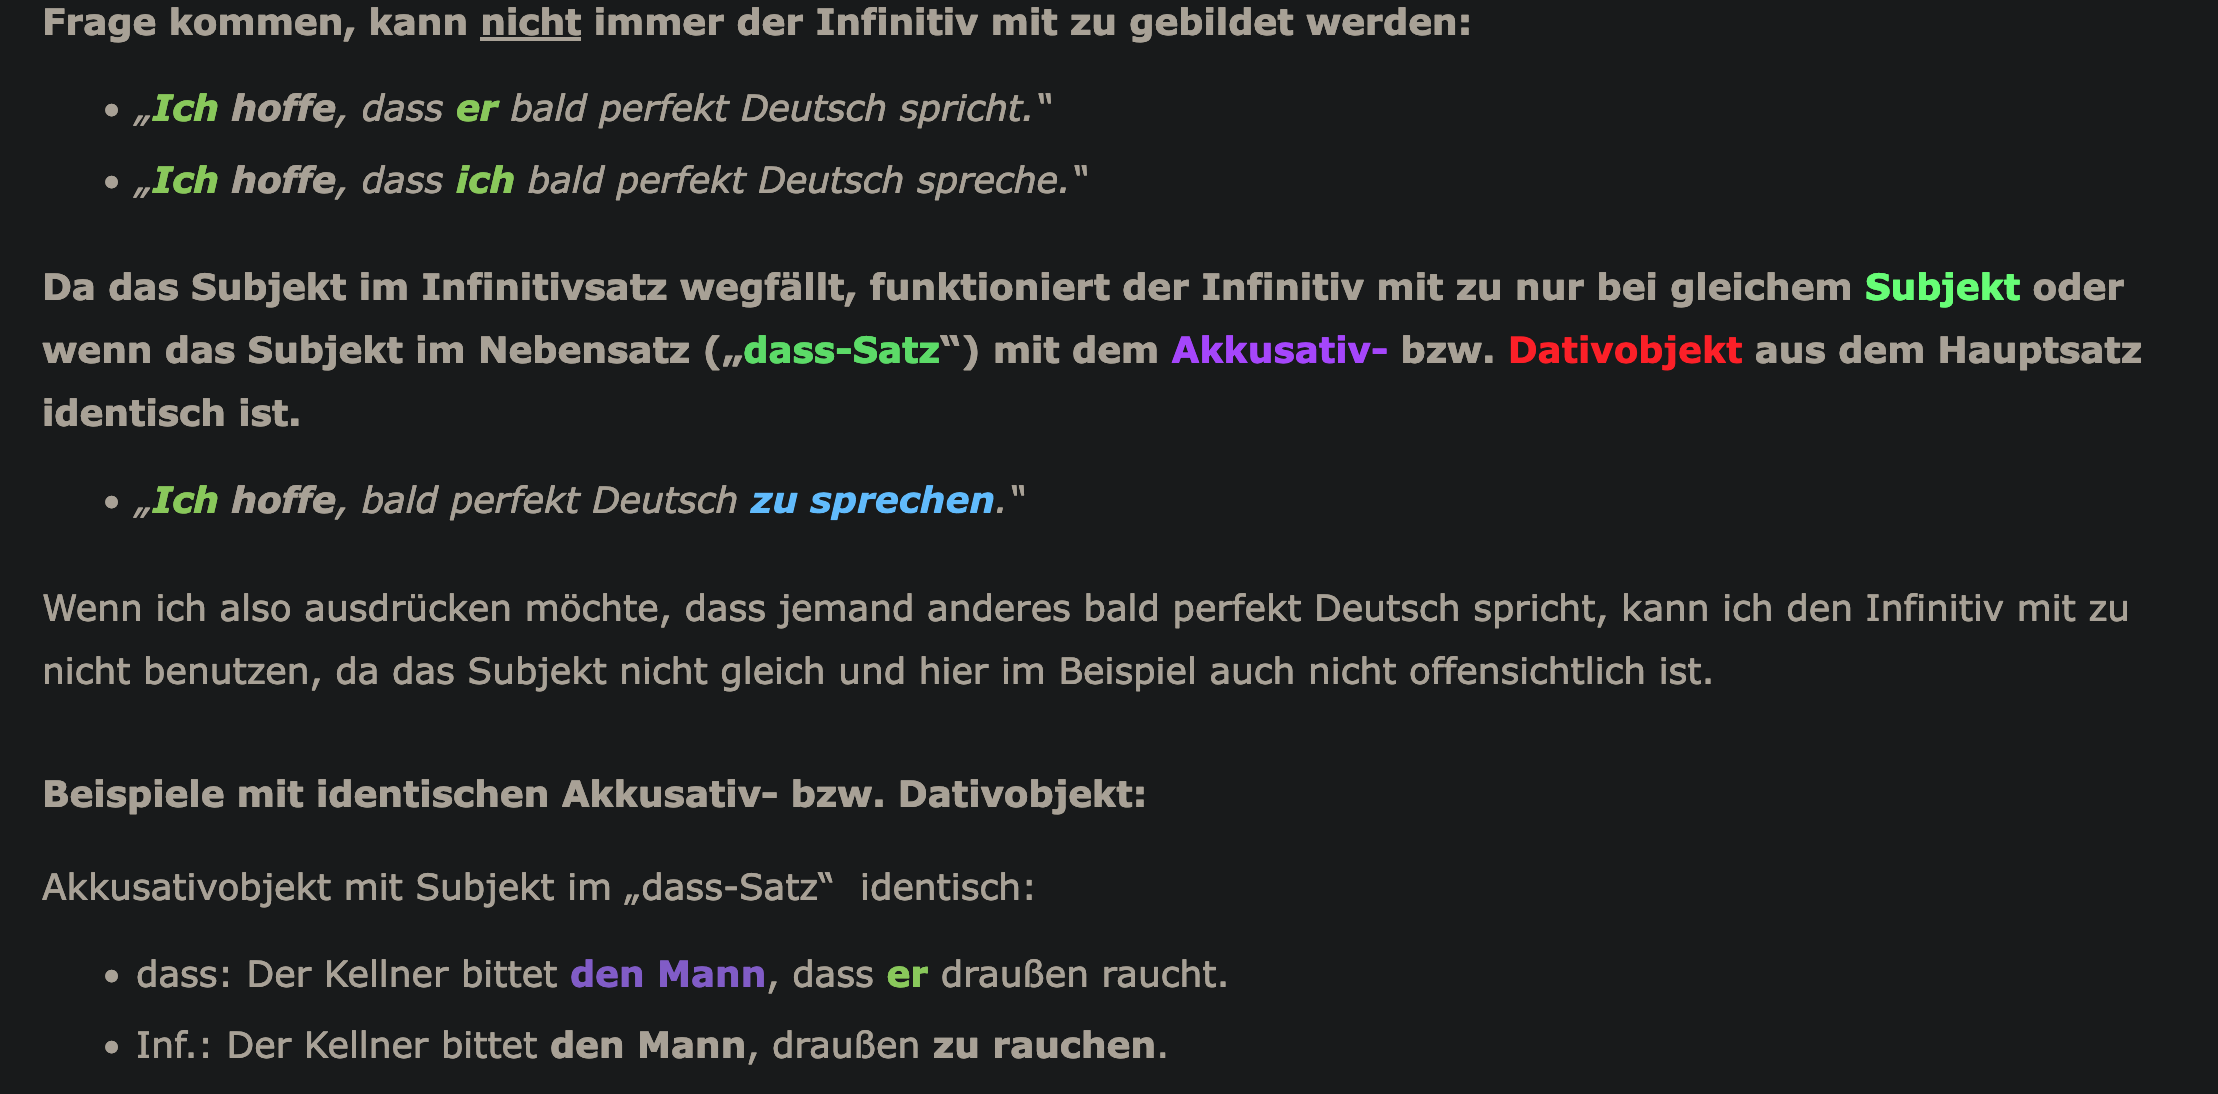 Frage kommen, kann nicht immer der Infinitiv mit zu gebildet werden:
• „Ich hoffe, dass er bald perfekt Deutsch spricht.‟
• „Ich hoffe, dass ich bald perfekt Deutsch spreche.‟
Da das Subjekt im Infinitivsatz wegfällt, funktioniert der Infinitiv mit zu nur bei gleichem Subjekt oder
wenn das Subjekt im Nebensatz („dass-Satz‟) mit dem Akkusativ- bzw. Dativobjekt aus dem Hauptsatz
identisch ist.
• „Ich hoffe, bald perfekt Deutsch zu sprechen.‟
Wenn ich also ausdrücken möchte, dass jemand anderes bald perfekt Deutsch spricht, kann ich den Infinitiv mit zu
nicht benutzen, da das Subjekt nicht gleich und hier im Beispiel auch nicht offensichtlich ist.
Beispiele mit identischen Akkusativ- bzw. Dativobjekt:
Akkusativobjekt mit Subjekt im „dass-Satz‟ identisch:
• dass: Der Kellner bittet den Mann, dass er draußen raucht.
• Inf.: Der Kellner bittet den Mann, draußen zu rauchen.